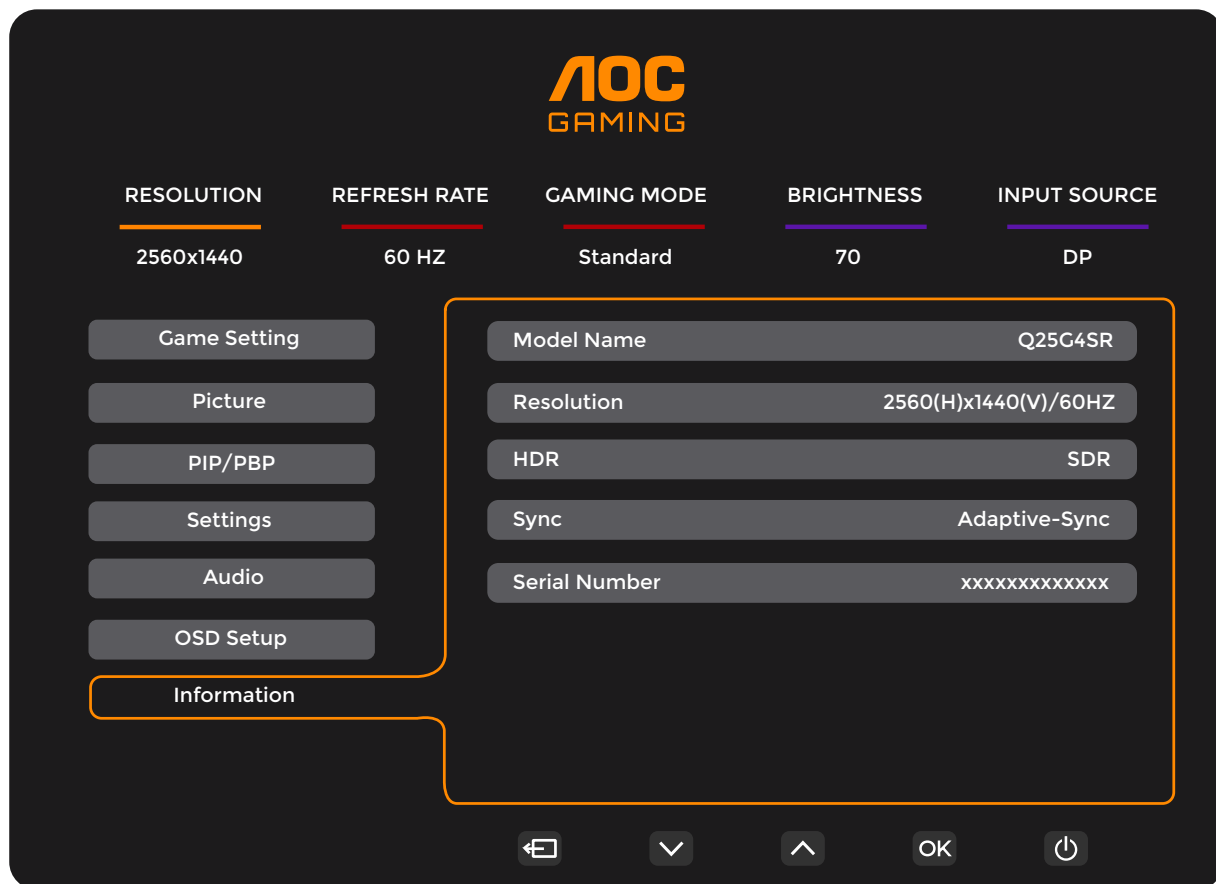 AOC
GAMING
RESOLUTION REFRESH RATE GAMING MODE BRIGHTNESS INPUT SOURCE
2560x1440 60 HZ Standard 70 DP
Game Setting
Picture
PIP/PBP
Settings
Audio
OSD Setup
Information
Model Name Q25G4SR
Resolution 2560(H)x1440(V)/60HZ
HDR SDR
Sync Adaptive-Sync
Serial Number xxxxxxxxxxxxx
OK